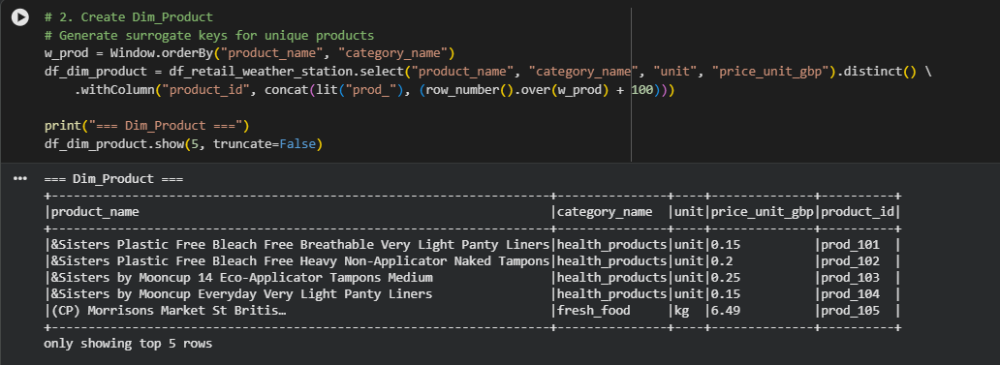 # 2. Create Dim_Product
# Generate surrogate keys for unique products
w_prod = Window.orderBy("product_name", "category_name")
df_dim_product = df_retail_weather_station.select("product_name", "category_name", "unit", "price_unit_gbp").distinct() \
    .withColumn("product_id", concat(lit("prod_"), (row_number().over(w_prod) + 100)))

print("=== Dim_Product ===")
df_dim_product.show(5, truncate=False)
=== Dim_Product ===
+------------------------------------------------------------------+---------------+----+--------------+----------+
|product_name                                                      |category_name  |unit|price_unit_gbp|product_id|
+------------------------------------------------------------------+---------------+----+--------------+----------+
|&Sisters Plastic Free Bleach Free Breathable Very Light Panty Liners|health_products|unit|0.15          |prod_101  |
|&Sisters Plastic Free Bleach Free Heavy Non-Applicator Naked Tampons|health_products|unit|0.2           |prod_102  |
|&Sisters by Mooncup 14 Eco-Applicator Tampons Medium              |health_products|unit|0.25          |prod_103  |
|&Sisters by Mooncup Everyday Very Light Panty Liners              |health_products|unit|0.15          |prod_104  |
|(CP) Morrisons Market St Britis…                                  |fresh_food     |kg  |6.49          |prod_105  |
+------------------------------------------------------------------+---------------+----+--------------+----------+
only showing top 5 rows